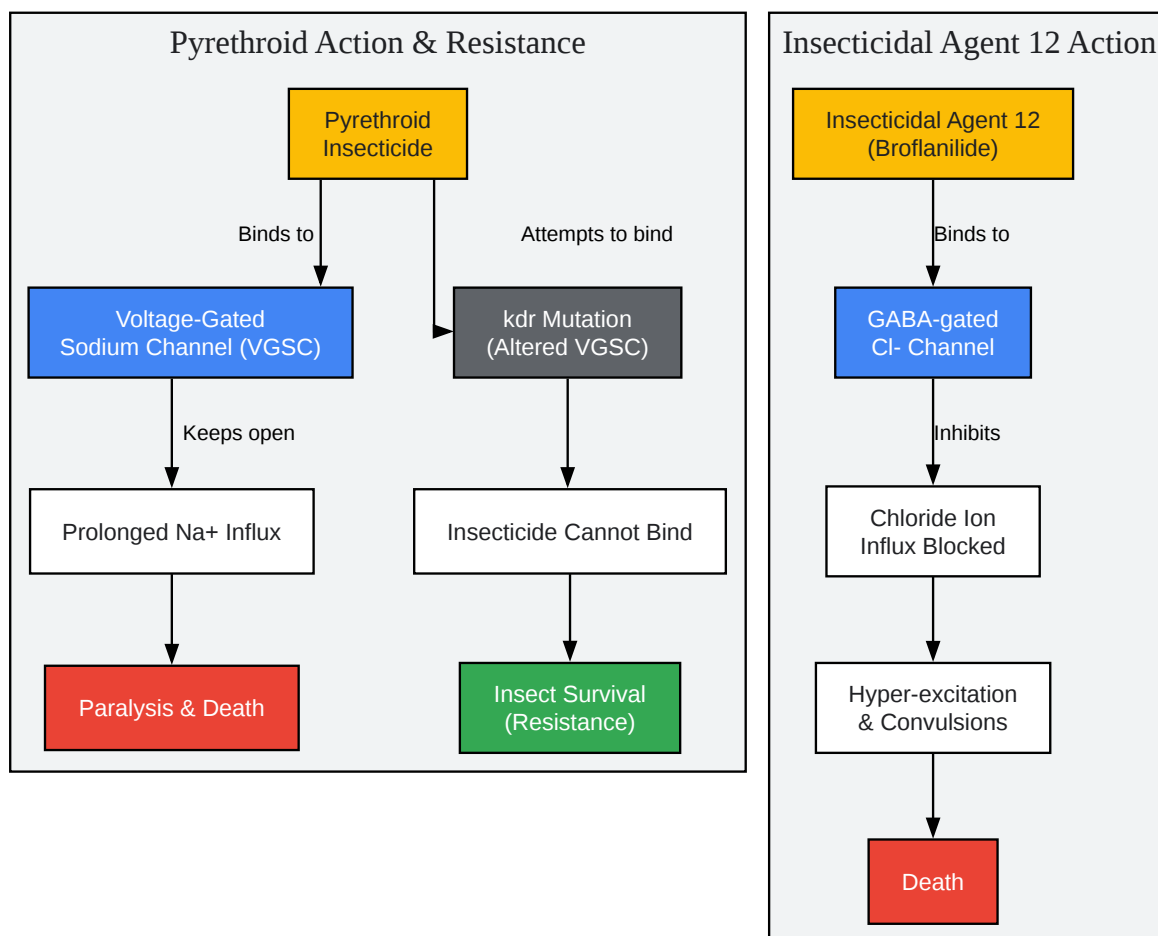 Pyrethroid Action & Resistance
Pyrethroid
Insecticide
Binds to
Attempts to bind
Voltage-Gated
Sodium Channel (VGSC)
kdr Mutation
(Altered VGSC)
Keeps open
Prolonged Na+ Influx
Insecticide Cannot Bind
Paralysis & Death
Insect Survival
(Resistance)
Insecticidal Agent 12 Action
Insecticidal Agent 12
(Broflanilide)
Binds to
GABA-gated
Cl- Channel
Inhibits
Chloride Ion
Influx Blocked
Hyper-excitation
& Convulsions
Death